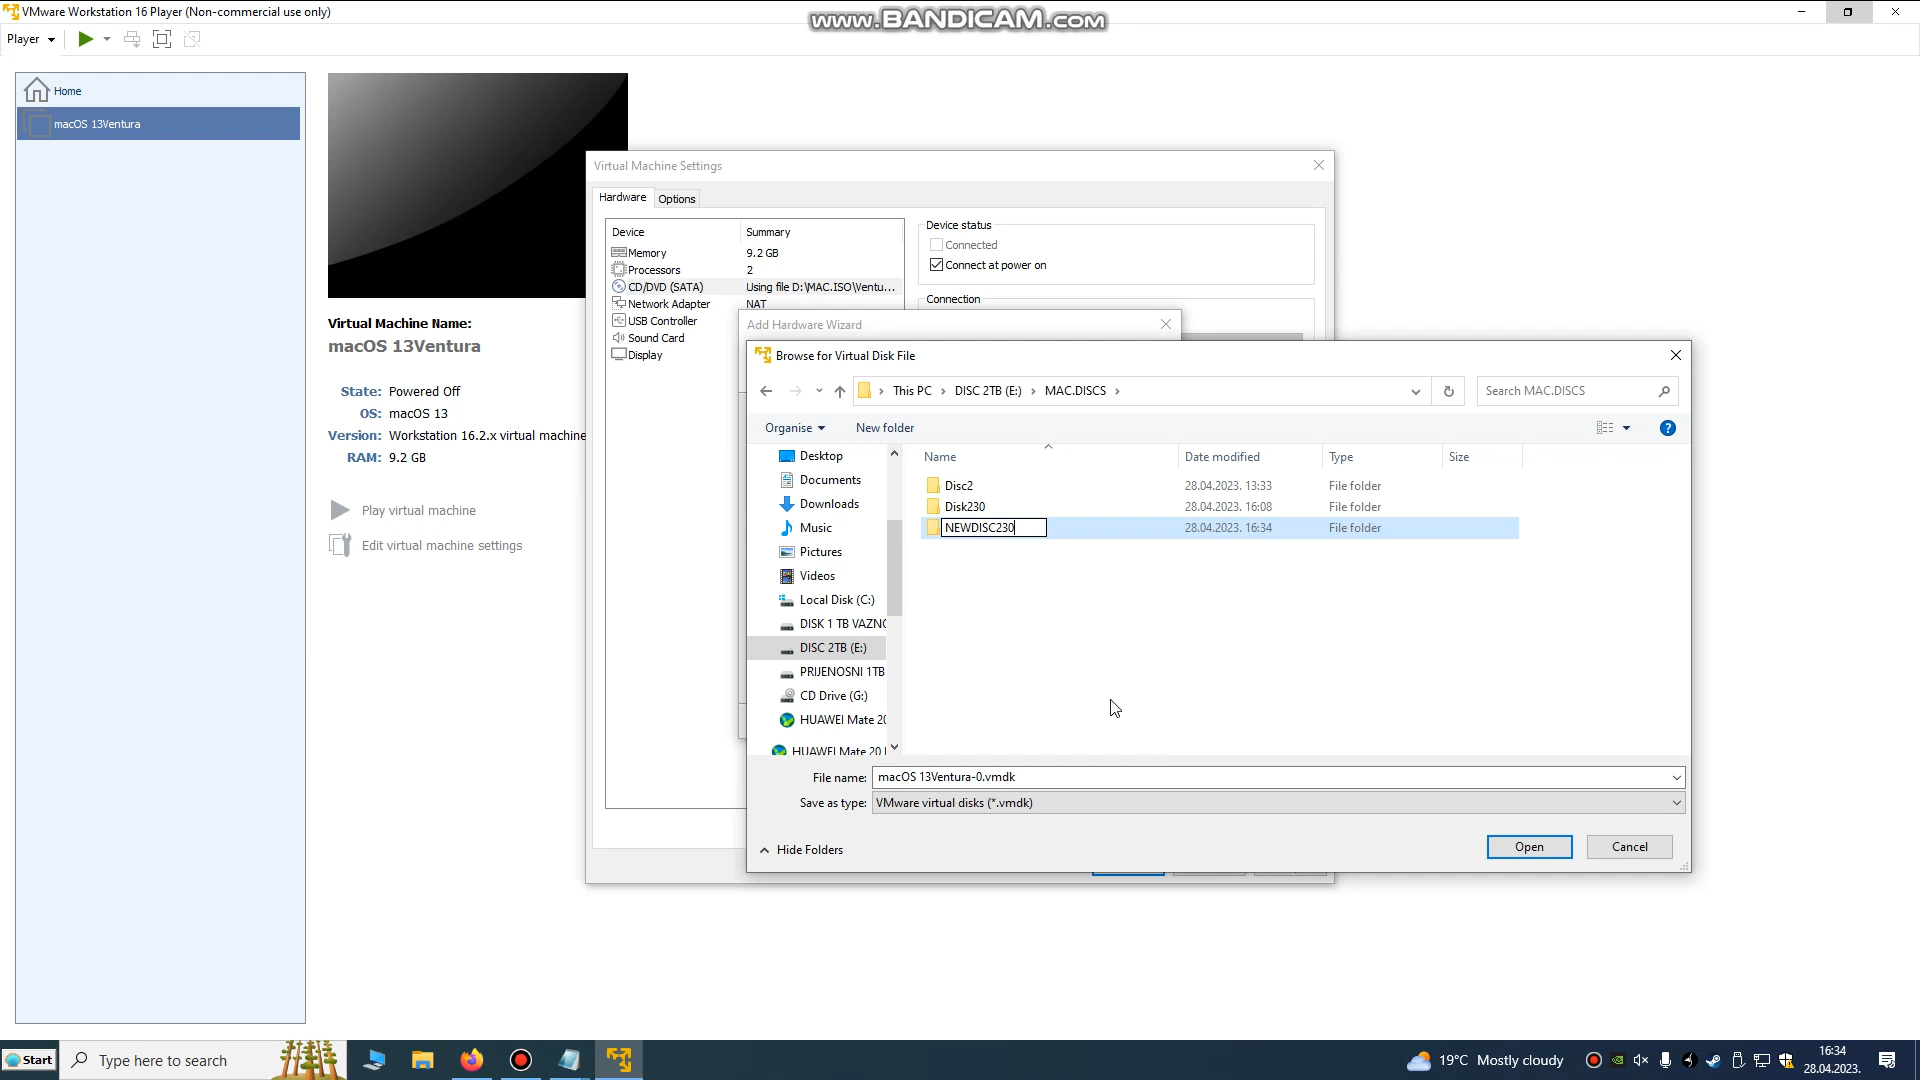 VMware Workstation 16 Player (Non-commercial use only)
www.BANDICAM.com
Player
Home
macOS 13Ventura
Virtual Machine Name:
macOS 13Ventura
State: Powered Off
OS: macOS 13
Version: Workstation 16.2.x virtual machine
RAM: 9.2 GB
Play virtual machine
Edit virtual machine settings
Virtual Machine Settings
Hardware
Options
Device
Summary
Memory
9.2 GB
Processors
2
CD/DVD (SATA)
Using file D:\MAC.ISO\Ventu...
Network Adapter
NAT
USB Controller
Sound Card
Display
Device status
Connected
Connect at power on
Connection
Add Hardware Wizard
Browse for Virtual Disk File
This PC
DISC 2TB (E:)
MAC.DISCS
Search MAC.DISCS
Organise
New folder
Desktop
Documents
Downloads
Music
Pictures
Videos
Local Disk (C:)
DISK 1 TB VAZNO
DISC 2TB (E:)
PRIJENOSNI 1TB
CD Drive (G:)
HUAWEI Mate 20
HUAWEI Mate 20
Name
Date modified
Type
Size
Disc2
28.04.2023. 13:33
File folder
Disk230
28.04.2023. 16:08
File folder
NEWDISC230
28.04.2023. 16:34
File folder
File name: macOS 13Ventura-0.vmdk
Save as type: VMware virtual disks (*.vmdk)
Hide Folders
Open
Cancel
Start
Type here to search
19°C Mostly cloudy
16:34
28.04.2023.